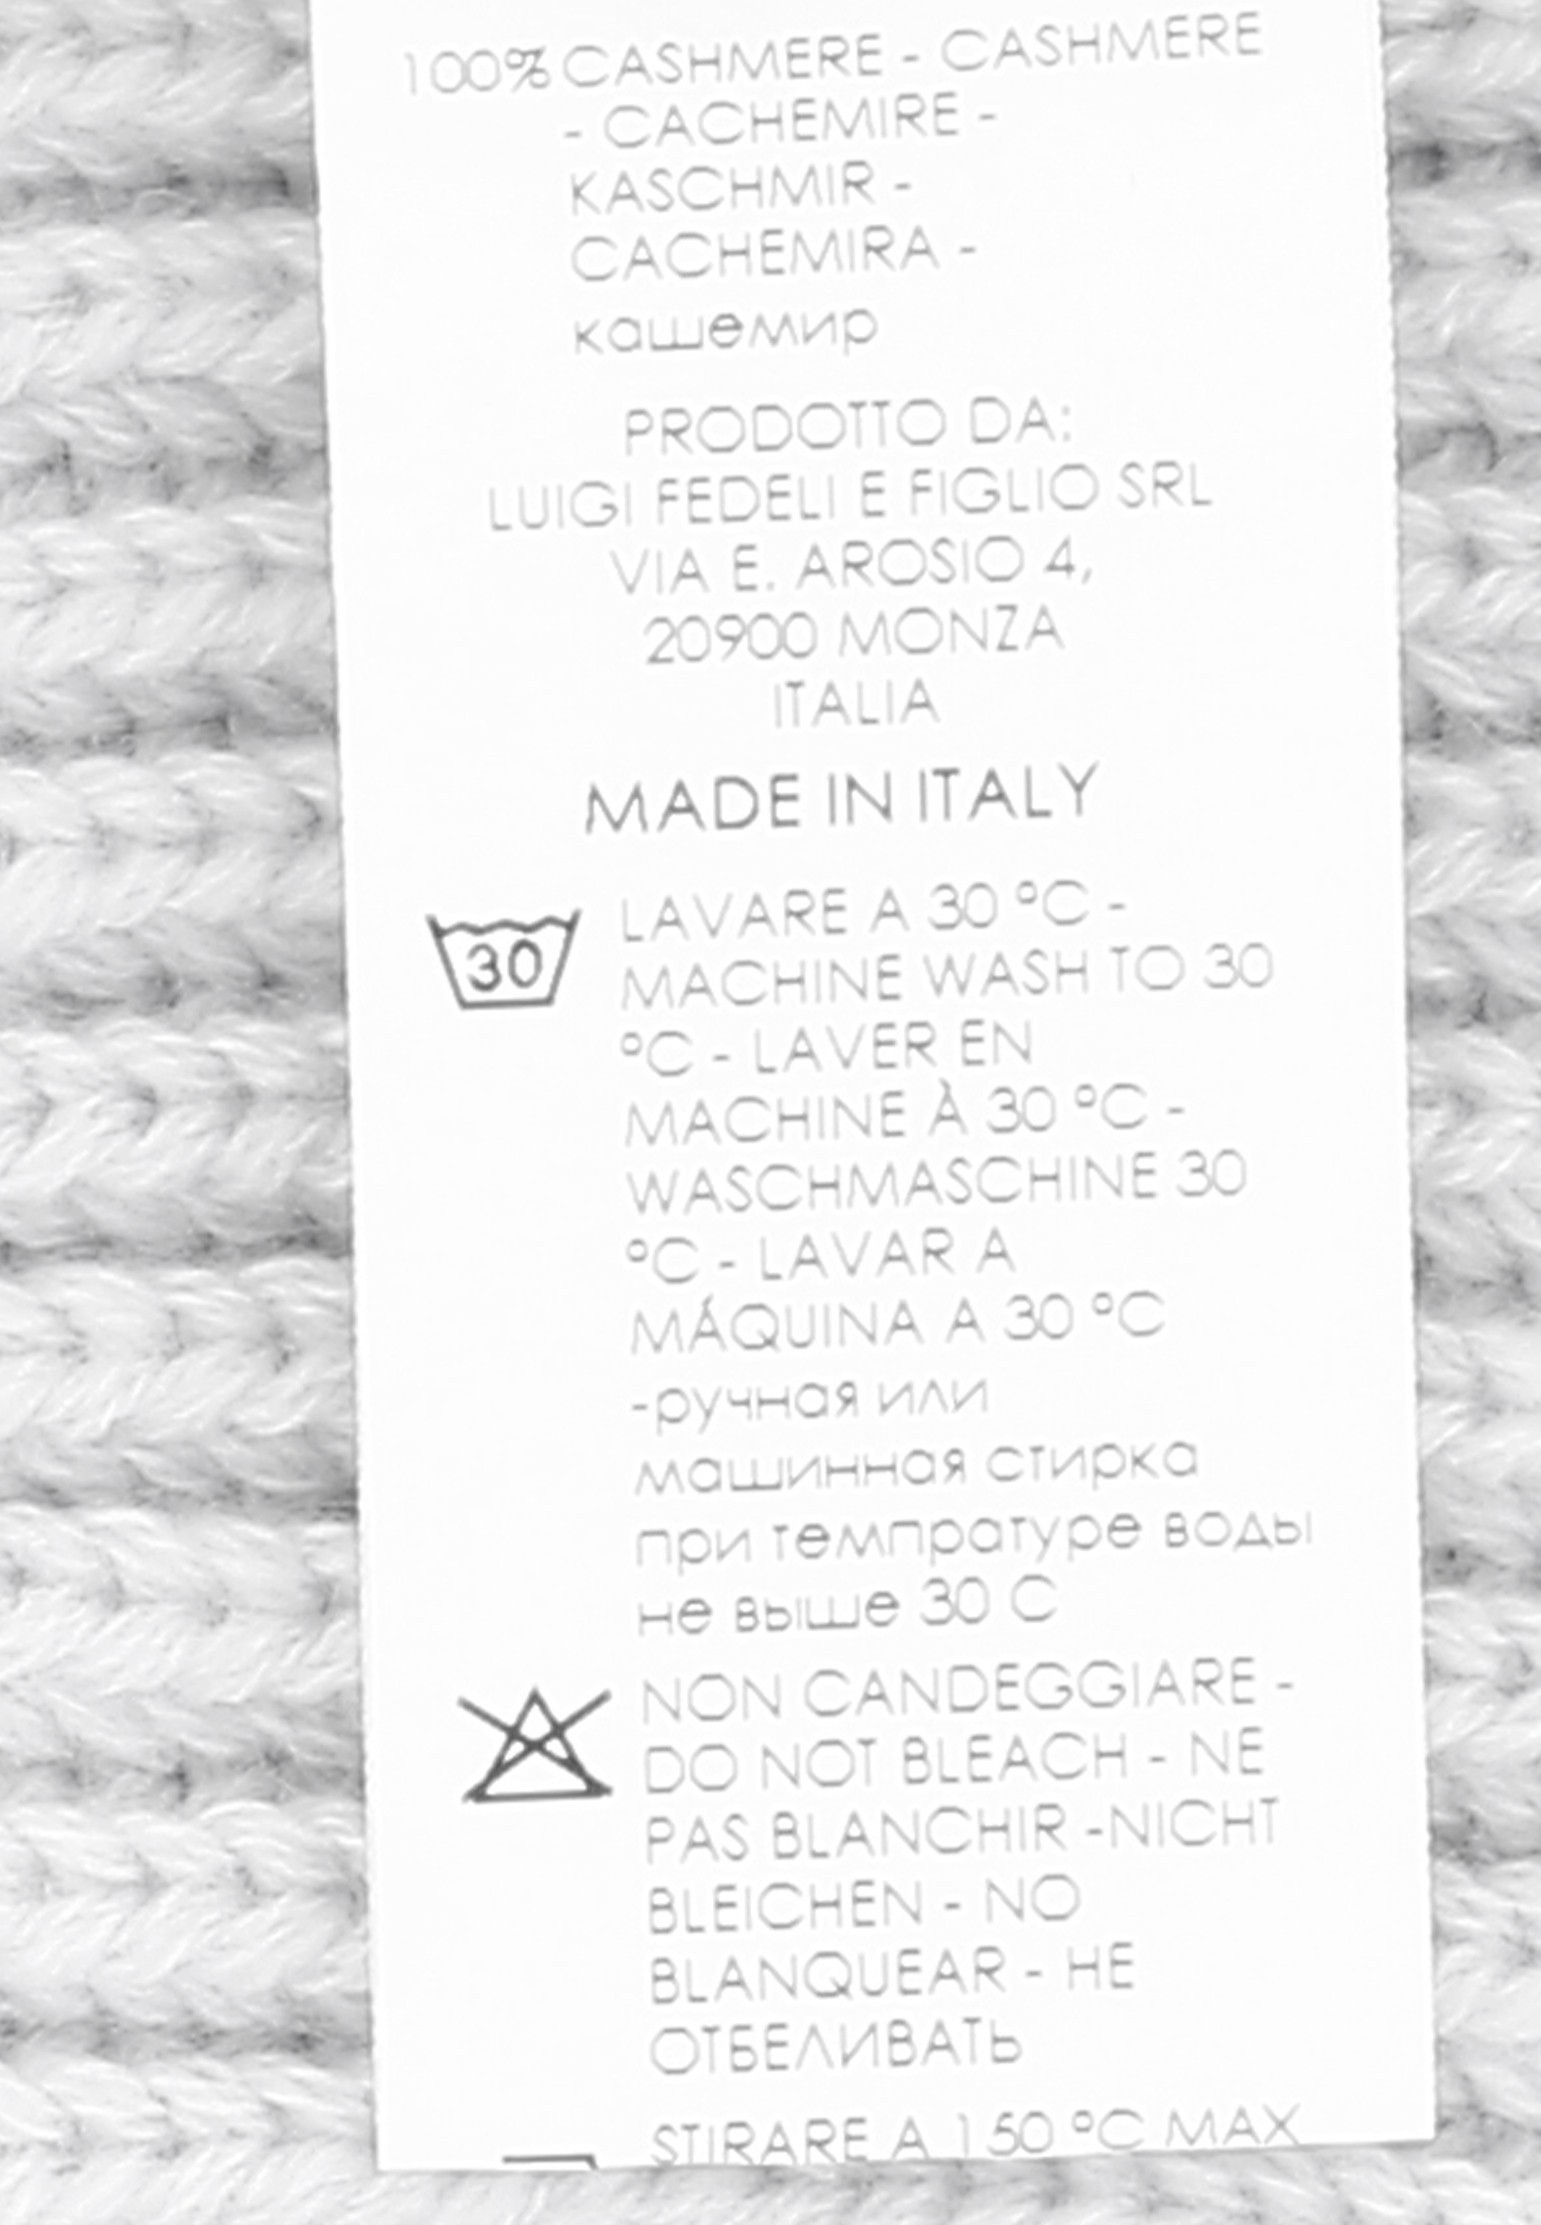 100% CASHMERE - CASHMERE
- CACHEMIRE -
KASCHMIR -
CACHEMIRA -
кашемир
PRODOTTO DA:
LUIGI FEDELI E FIGLIO SRL
VIA E. AROSIO 4,
20900 MONZA
ITALIA
MADE IN ITALY
30
LAVARE A 30 °C -
MACHINE WASH TO 30
°C - LAVER EN
MACHINE À 30 °C -
WASCHMASCHINE 30
°C - LAVAR A
MÁQUINA A 30 °C
-ручная или
машинная стирка
при темпратуре воды
не выше 30 C
NON CANDEGGIARE -
DO NOT BLEACH - NE
PAS BLANCHIR -NICHT
BLEICHEN - NO
BLANQUEAR - НЕ
ОТБЕЛИВАТЬ
STIRARE A 150 °C MAX